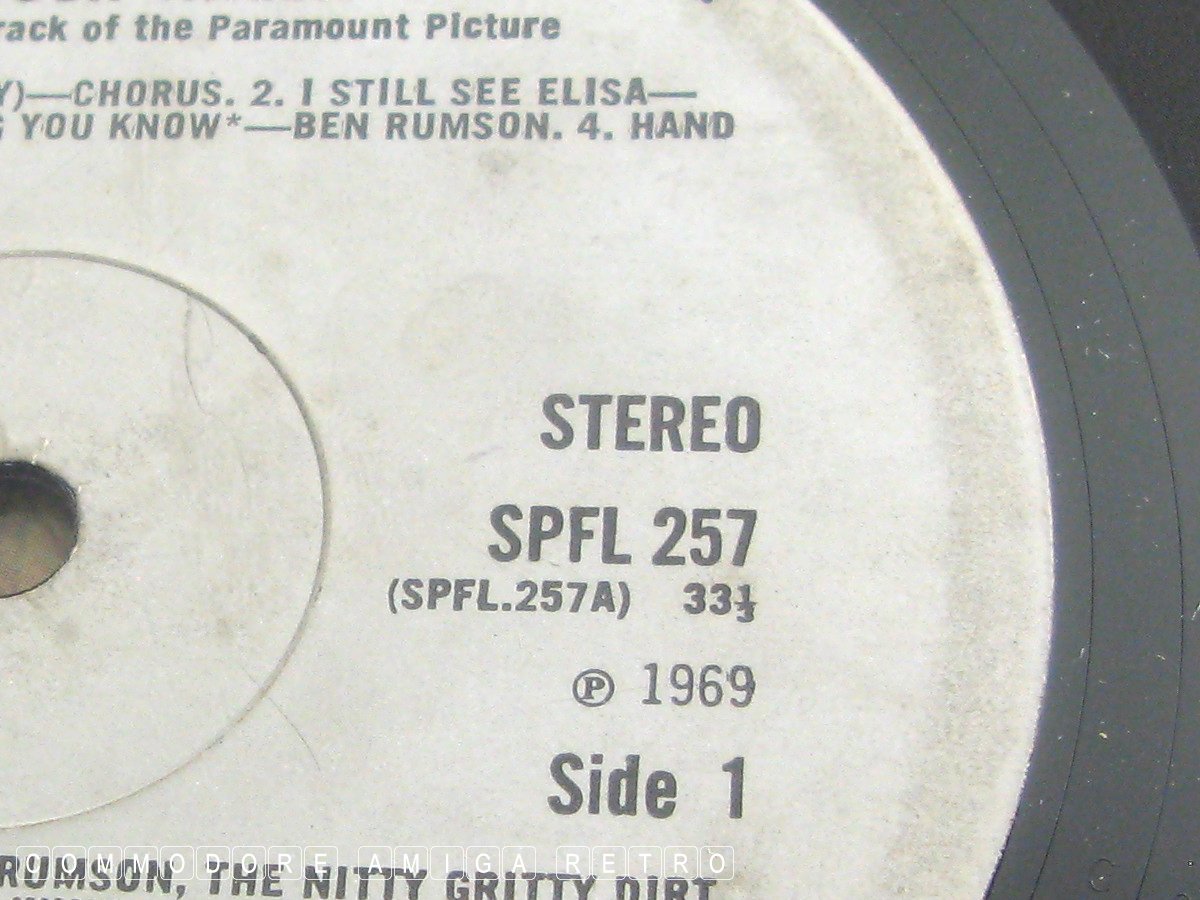 rack of the Paramount Picture
Y)—CHORUS. 2. I STILL SEE ELISA—
YOU KNOW*—BEN RUMSON. 4. HAND
STEREO
SPFL 257
(SPFL.257A) 33⅓
℗ 1969
Side 1
COMMODORE AMIGA RETRO
RUMSON, THE NITTY GRITTY DIRT